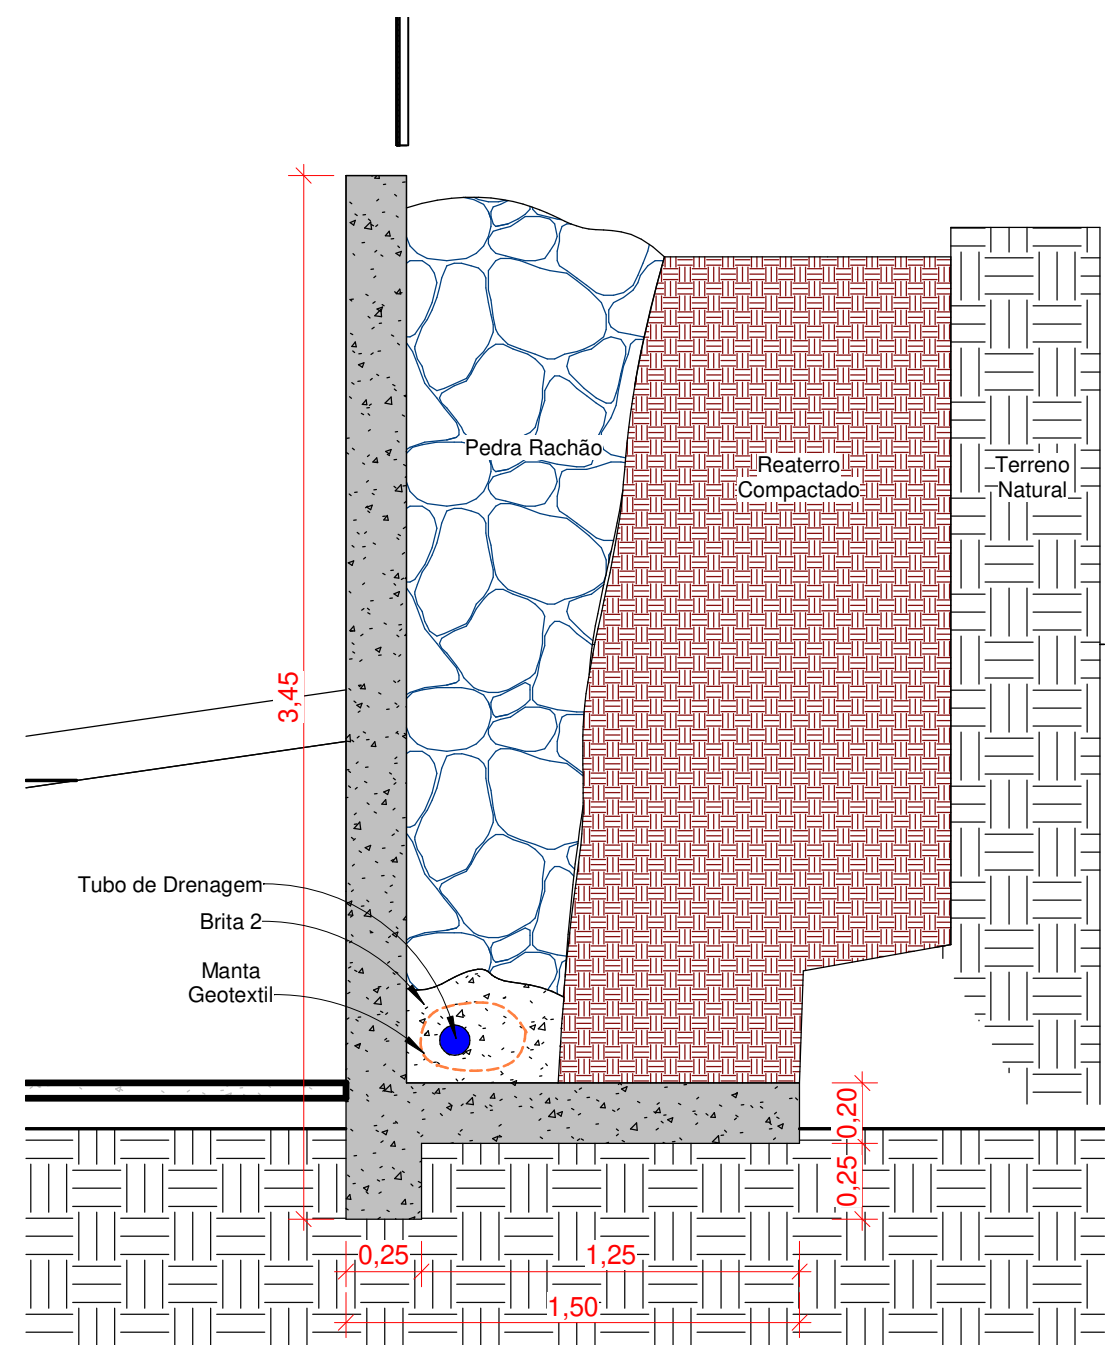 Pedra Rachão
Reaterro
Compactado
Terreno
Natural
3,45
Tubo de Drenagem
Brita 2
Manta
Geotextil
0,20
0,25
0,25
1,25
1,50